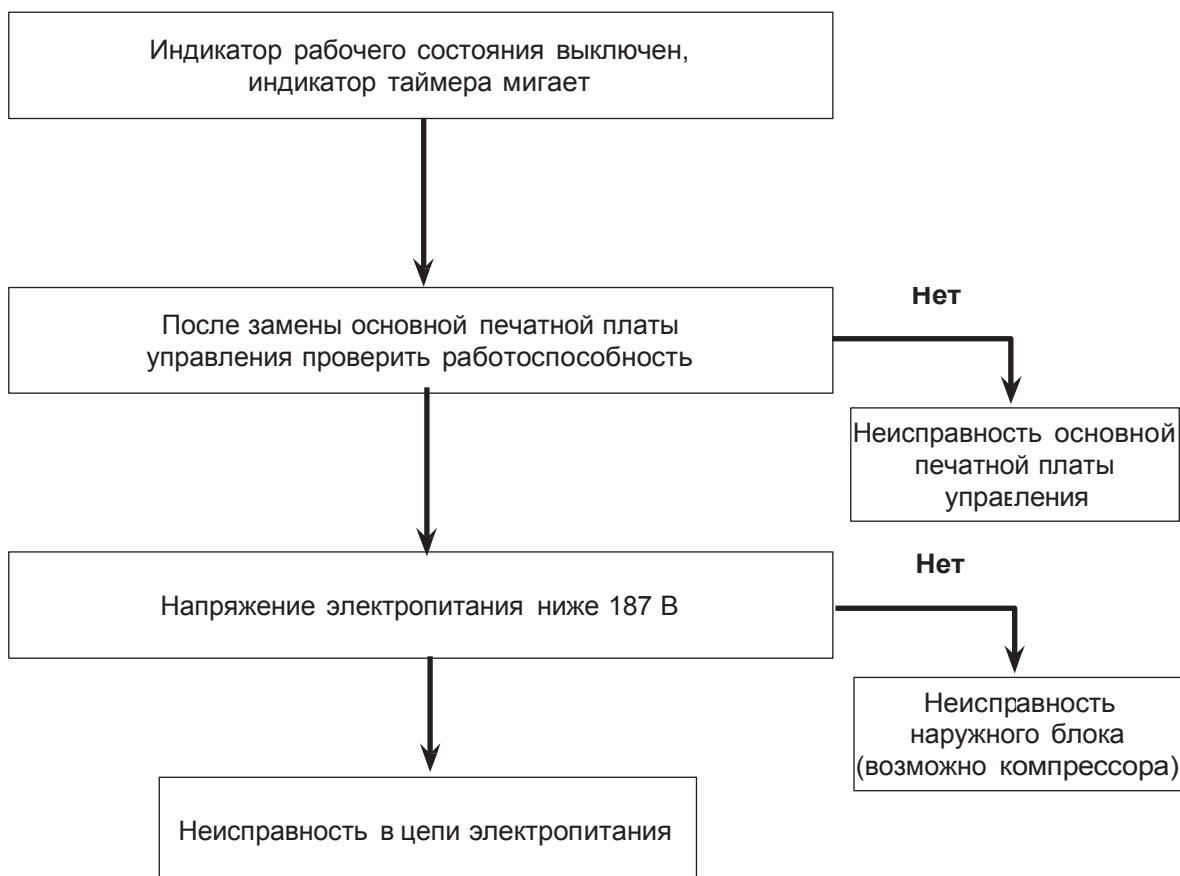 Индикатор рабочего состояния выключен,
индикатор таймера мигает
Нет
После замены основной печатной платы
управления проверить работоспособность
Неисправность основной
печатной платы
управления
Нет
Напряжение электропитания ниже 187 В
Неисправность
наружного блока
(возможно компрессора)
Неисправность в цепи электропитания